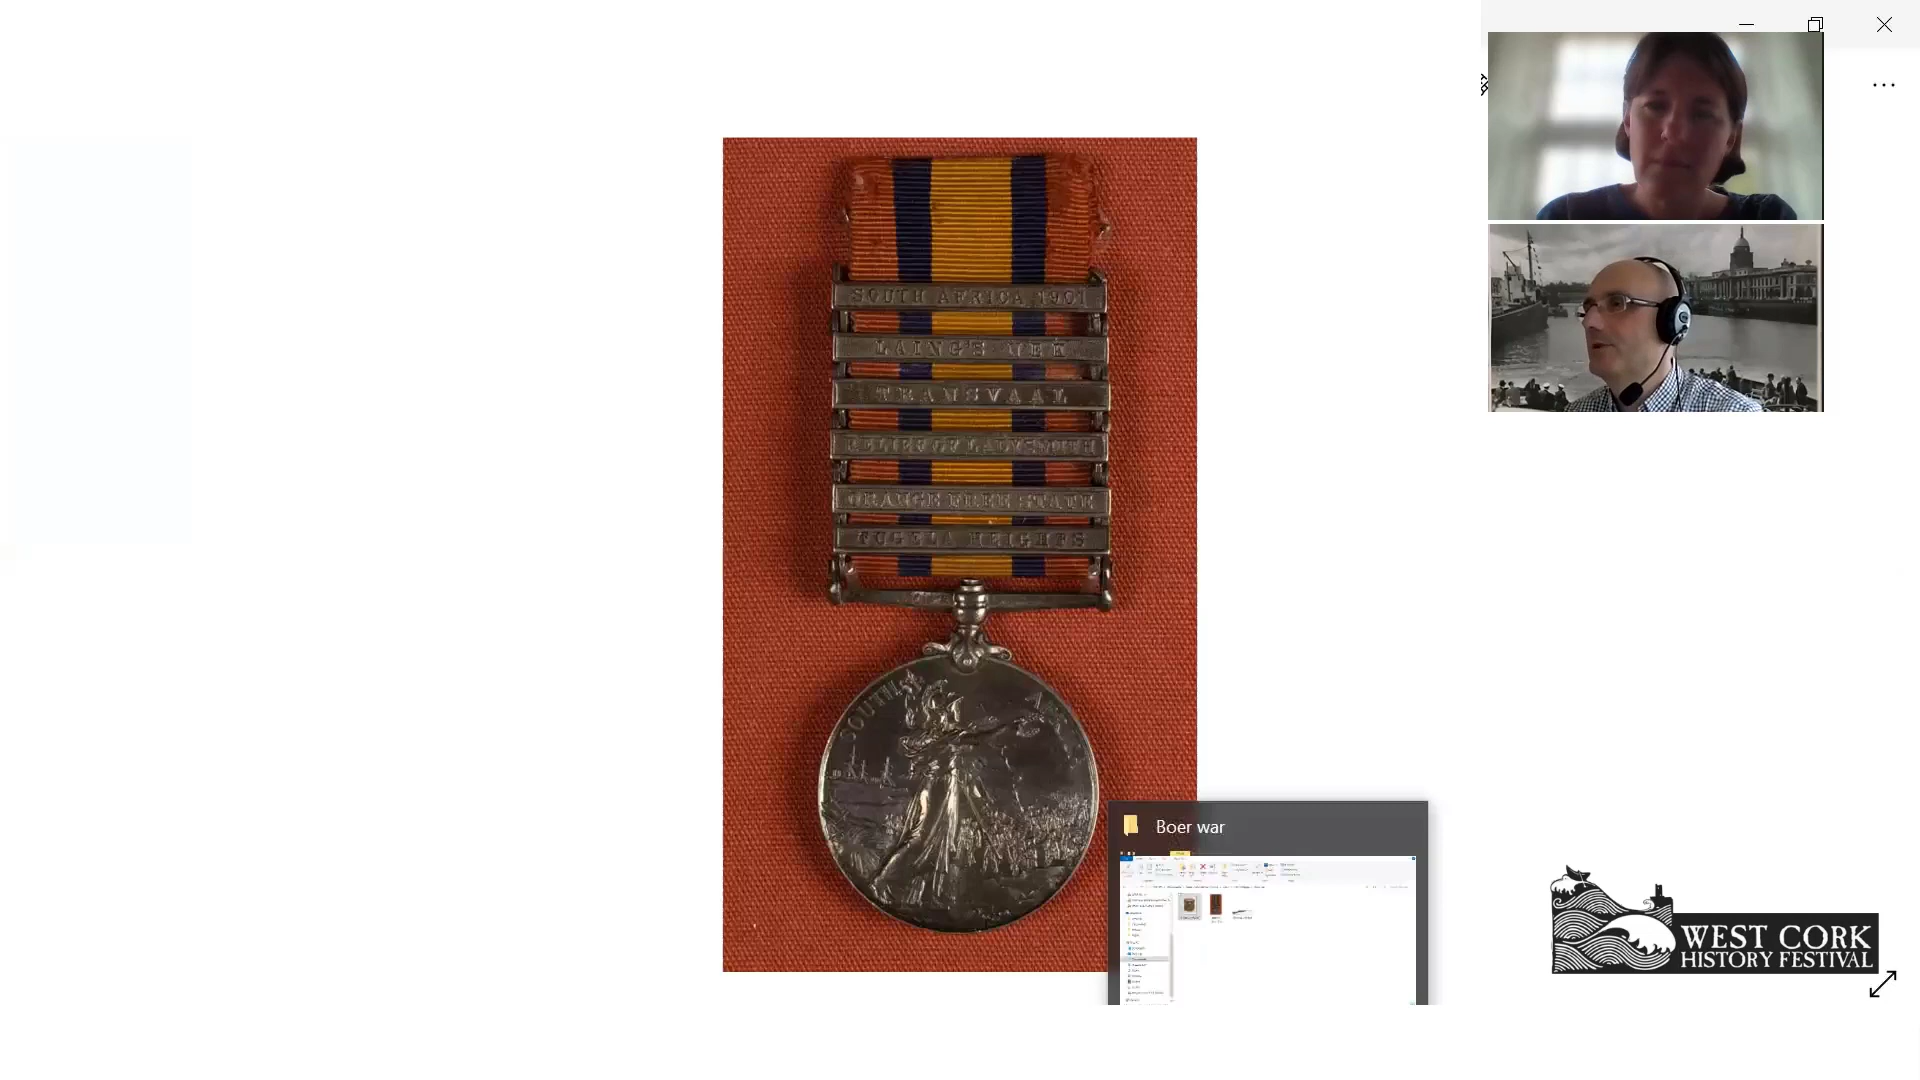 SOUTH AFRICA 1901
LAING'S NEK
TRANSVAAL
RELIEF OF LADYSMITH
ORANGE FREE STATE
TUGELA HEIGHTS
SOUTH A
Boer war
WEST CORK
HISTORY FESTIVAL